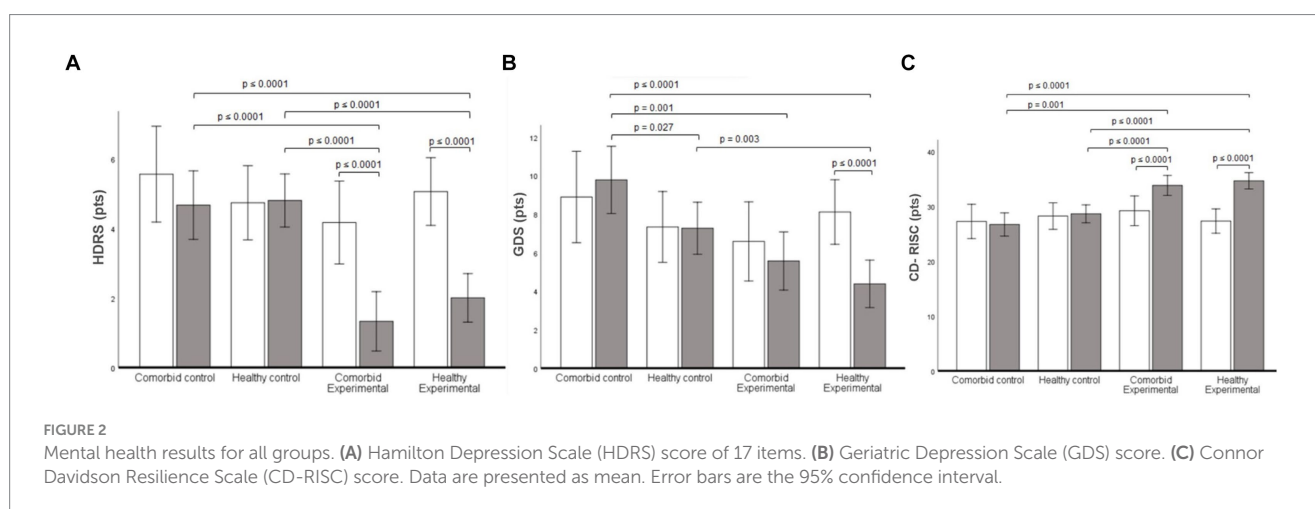 A
p ≤ 0.0001
p ≤ 0.0001
p ≤ 0.0001
p ≤ 0.0001
p ≤ 0.0001
p ≤ 0.0001
HDRS (pts)
6
4
2
0
Comorbid control
Healthy control
Comorbid
Experimental
Healthy
Experimental
B
p ≤ 0.0001
p = 0.001
p = 0.027
p = 0.003
p ≤ 0.0001
GDS (pts)
12
10
8
6
4
2
0
Comorbid control
Healthy control
Comorbid
Experimental
Healthy
Experimental
C
p ≤ 0.0001
p = 0.001
p ≤ 0.0001
p ≤ 0.0001
p ≤ 0.0001
p ≤ 0.0001
CD- RISC (pts)
40
30
20
10
0
Comorbid control
Healthy control
Comorbid
Experimental
Healthy
Experimental
FIGURE 2
Mental health results for all groups. (A) Hamilton Depression Scale (HDRS) score of 17 items. (B) Geriatric Depression Scale (GDS) score. (C) Connor
Davidson Resilience Scale (CD-RISC) score. Data are presented as mean. Error bars are the 95% confidence interval.